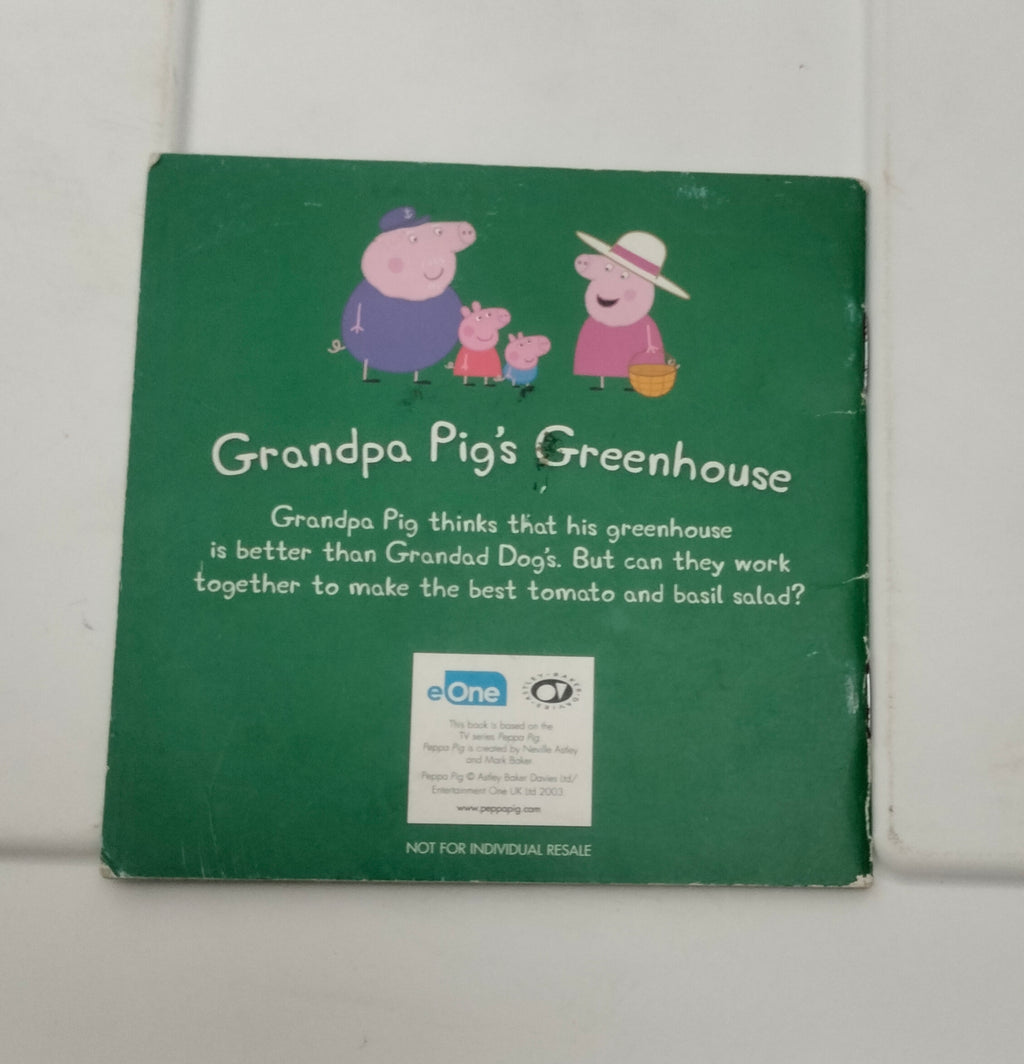 Grandpa Pig's Greenhouse
Grandpa Pig thinks that his greenhouse
is better than Grandad Dog's. But can they work
together to make the best tomato and basil salad?
eOne
ASTLEY·BAKER·DAVIES·
This book is based on the
TV series Peppa Pig.
Peppa Pig is created by Neville Astley
and Mark Baker.
Peppa Pig © Astley Baker Davies Ltd/
Entertainment One UK Ltd 2003.
www.peppapig.com
NOT FOR INDIVIDUAL RESALE